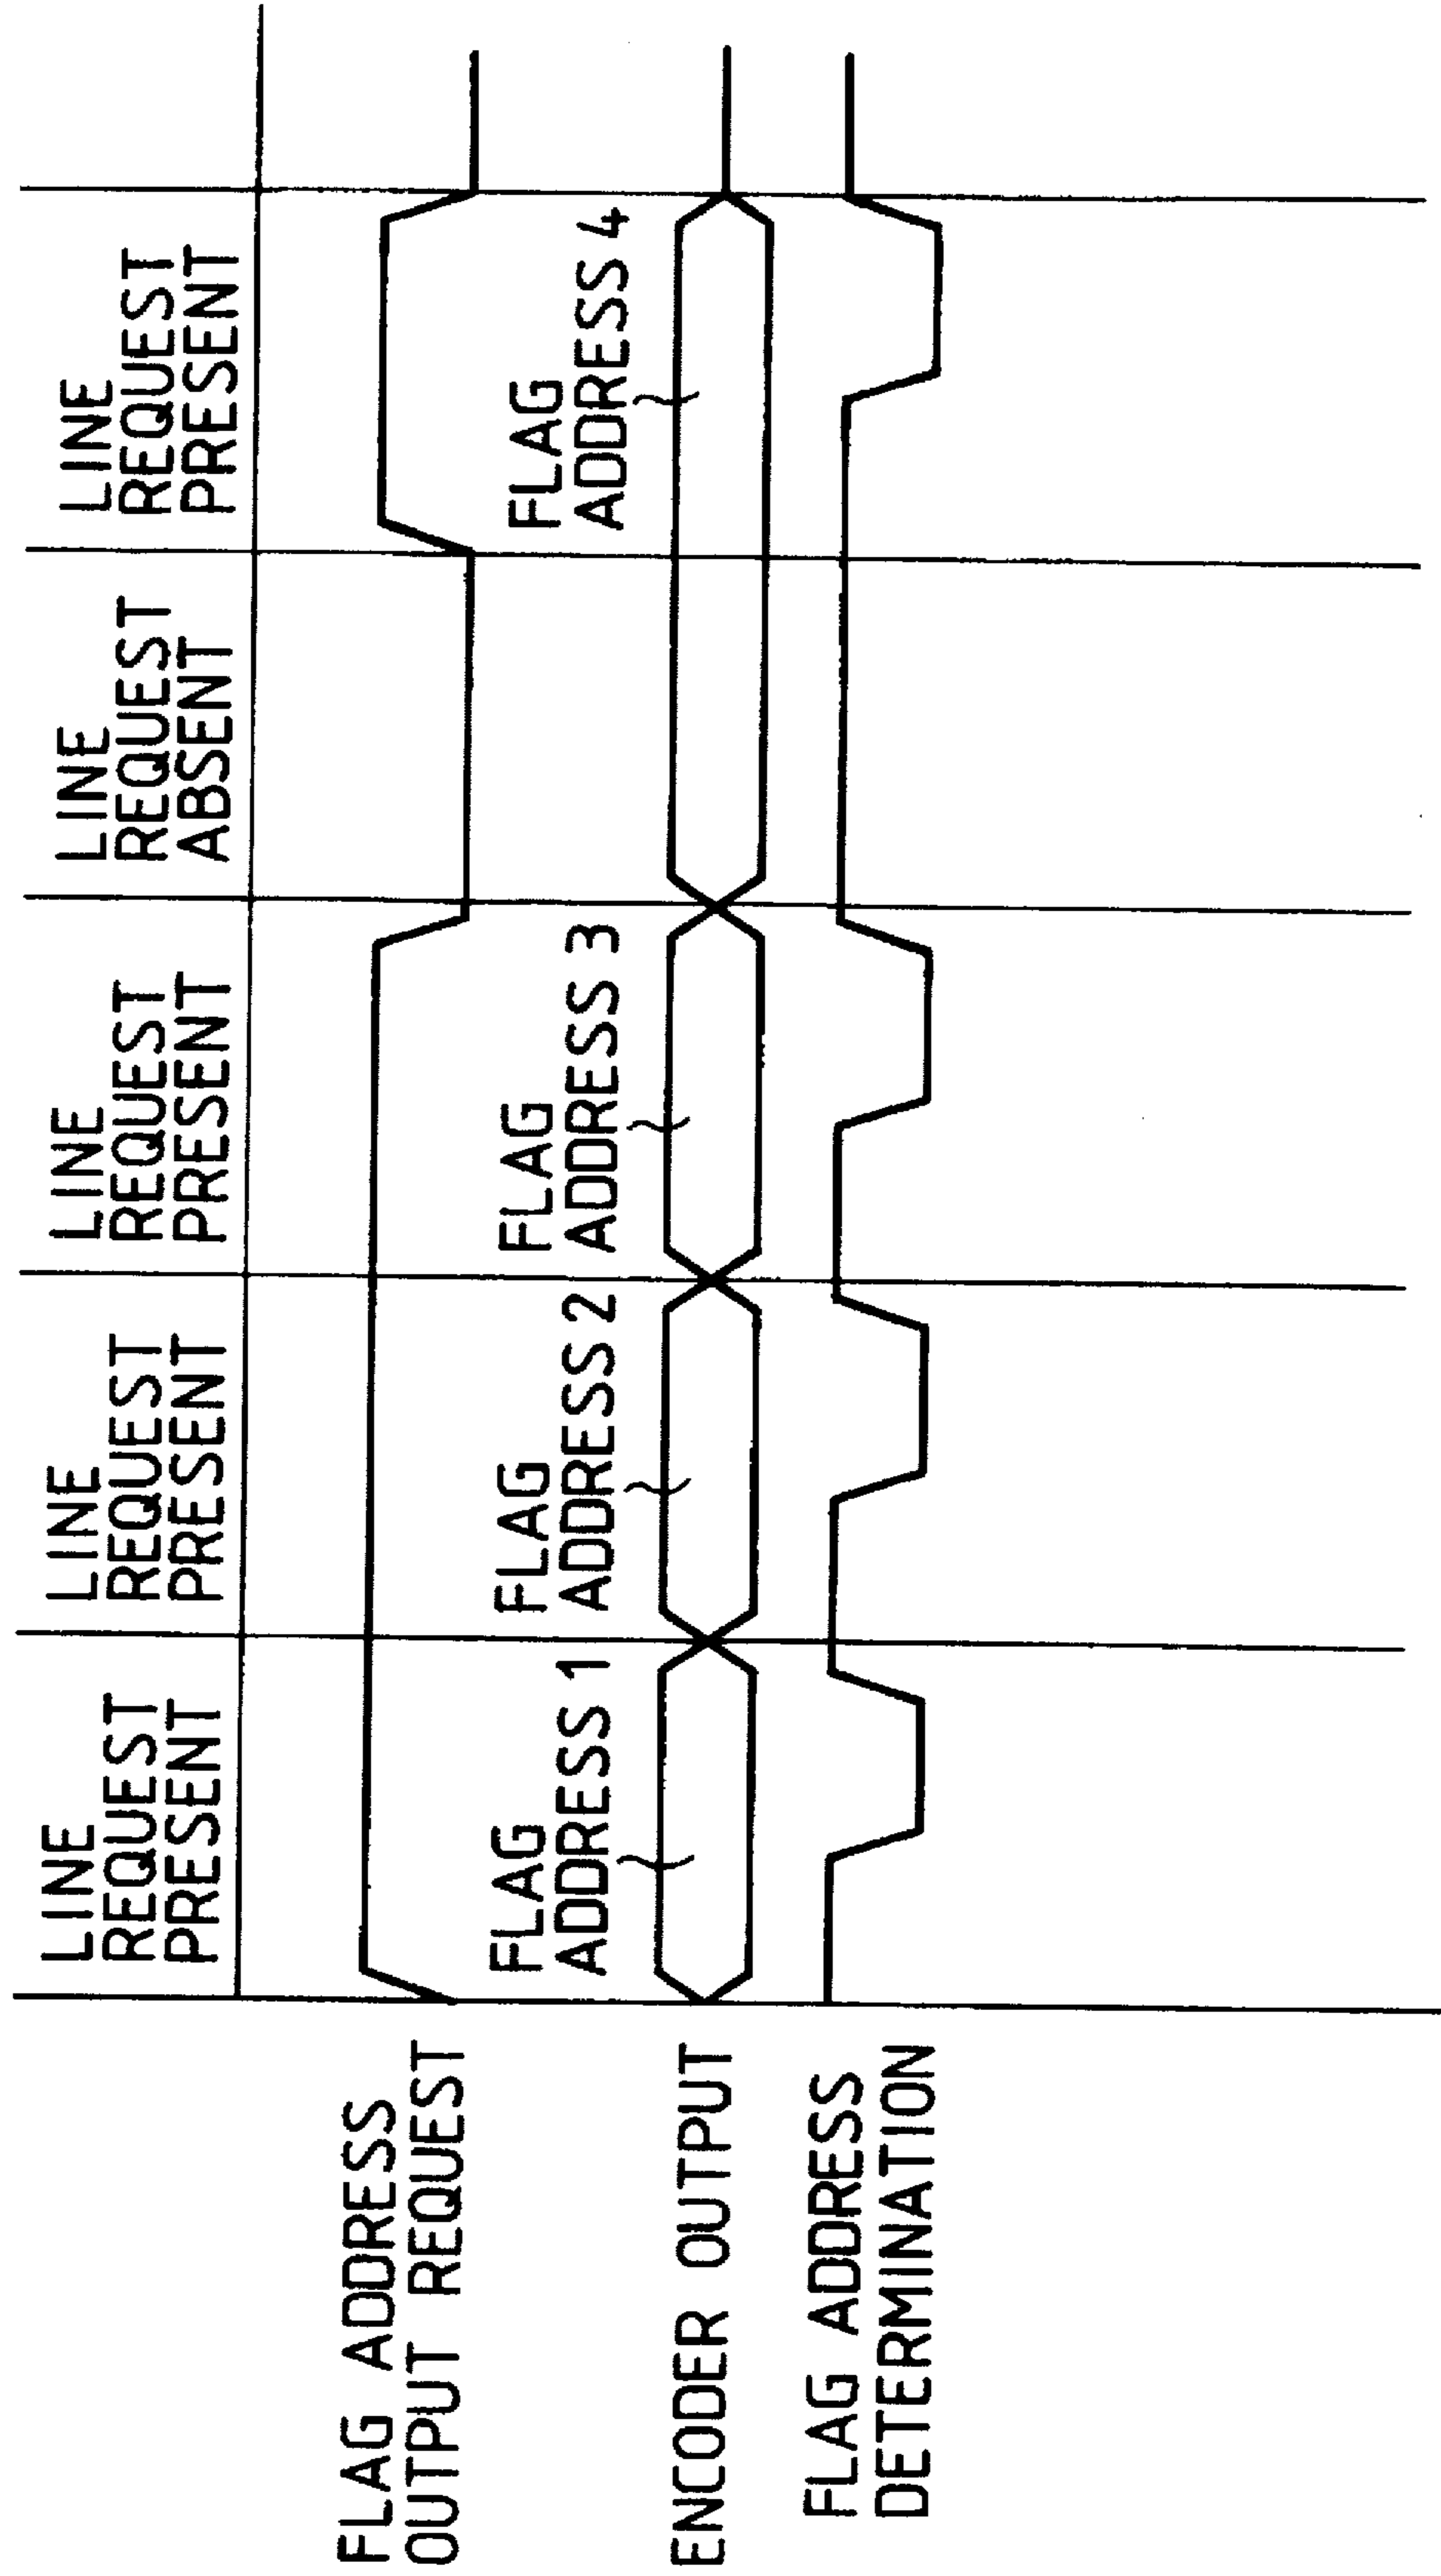 LINE
REQUEST
PRESENT
LINE
REQUEST
PRESENT
LINE
REQUEST
PRESENT
LINE
REQUEST
ABSENT
LINE
REQUEST
PRESENT
FLAG ADDRESS
OUTPUT REQUEST
FLAG
ADDRESS 1
FLAG
ADDRESS 2
FLAG
ADDRESS 3
FLAG
ADDRESS 4
ENCODER OUTPUT
FLAG ADDRESS
DETERMINATION